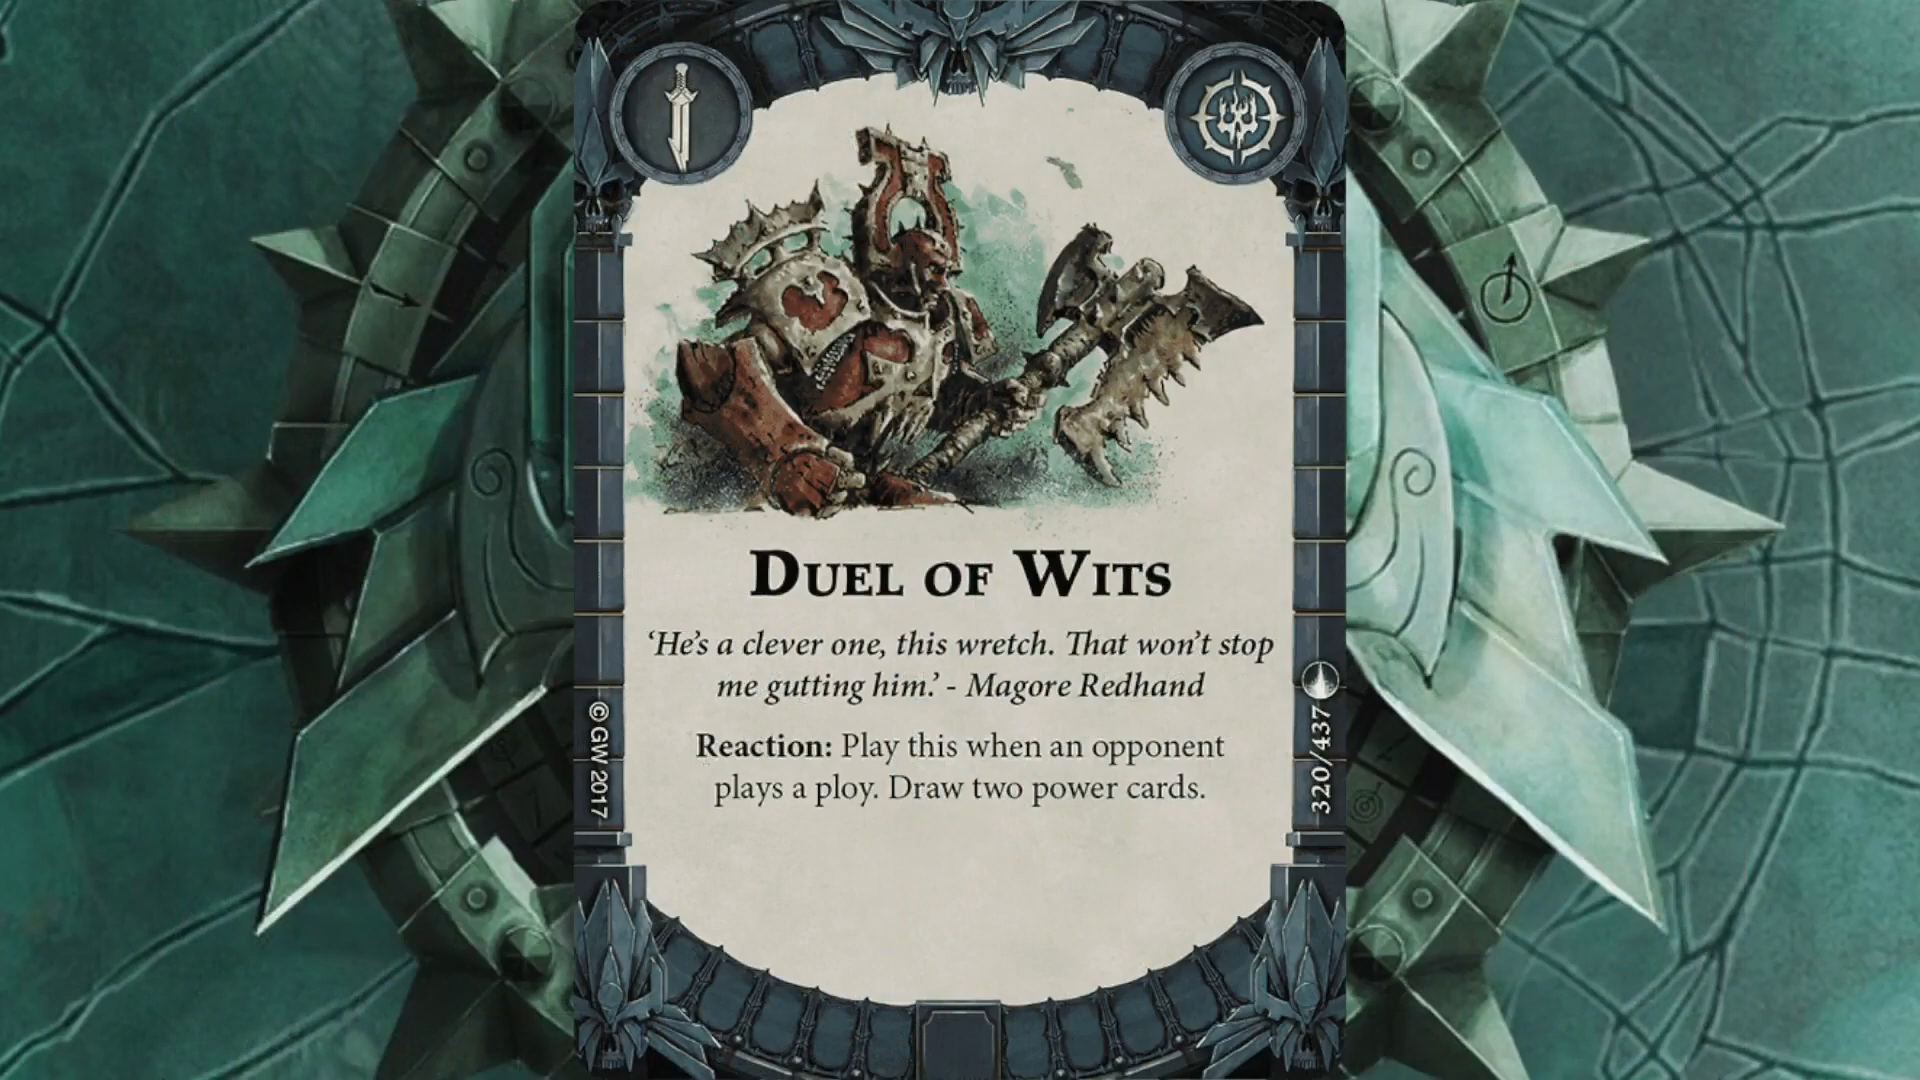 DUEL OF WITS
‘He’s a clever one, this wretch. That won’t stop
me gutting him.’ - Magore Redhand
Reaction: Play this when an opponent
plays a ploy. Draw two power cards.
© GW 2017
320/437